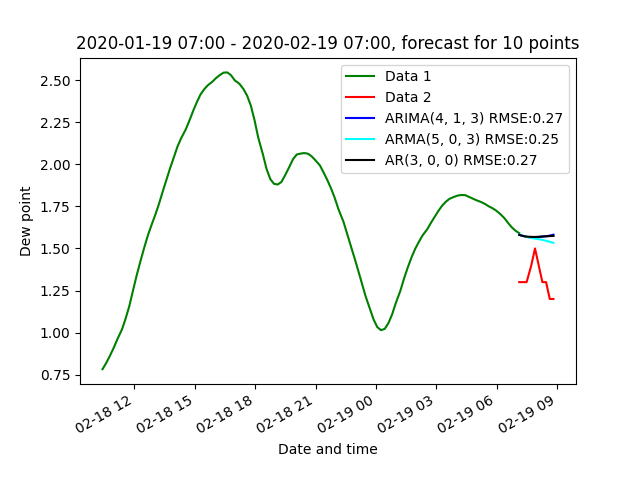 2020-01-19 07:00 - 2020-02-19 07:00, forecast for 10 points
Dew point
2.50
2.25
2.00
1.75
1.50
1.25
1.00
0.75
Data 1
Data 2
ARIMA(4, 1, 3) RMSE:0.27
ARMA(5, 0, 3) RMSE:0.25
AR(3, 0, 0) RMSE:0.27
02-18 12
02-18 15
02-18 18
02-18 21
02-19 00
02-19 03
02-19 06
02-19 09
Date and time